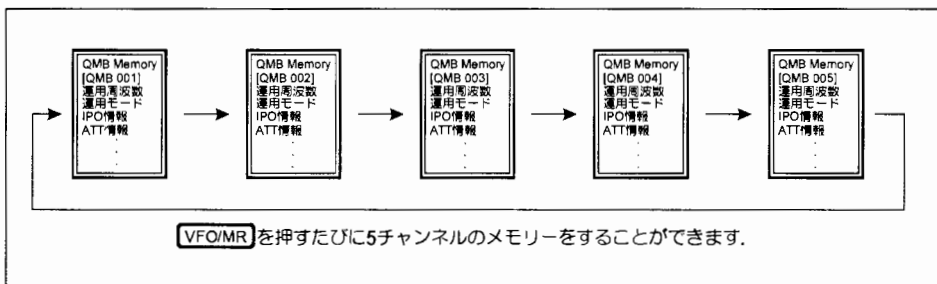 QMB Memory
[QMB 001]
運用周波数
運用モード
IPO情報
ATT情報
.
.
.
QMB Memory
[QMB 002]
運用周波数
運用モード
IPO情報
ATT情報
.
.
.
QMB Memory
[QMB 003]
運用周波数
運用モード
IPO情報
ATT情報
.
.
.
QMB Memory
[QMB 004]
運用周波数
運用モード
IPO情報
ATT情報
.
.
.
QMB Memory
[QMB 005]
運用周波数
運用モード
IPO情報
ATT情報
.
.
.
VFO/MRを押すたびに5チャンネルのメモリーをすることができます.